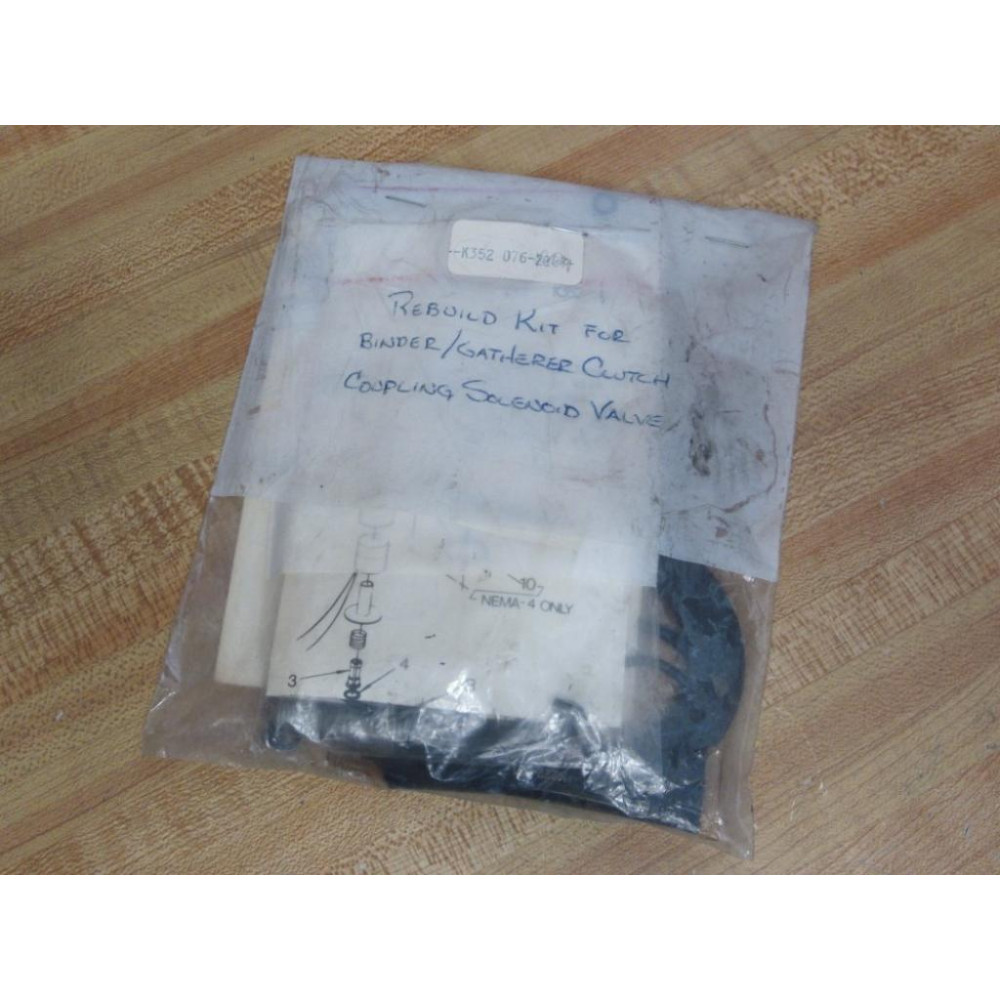 --K352 076-
REBUILD KIT FOR
BINDER/GATHERER CLUTCH
COUPLING SOLENOID VALVE
10
NEMA-4 ONLY
3
4